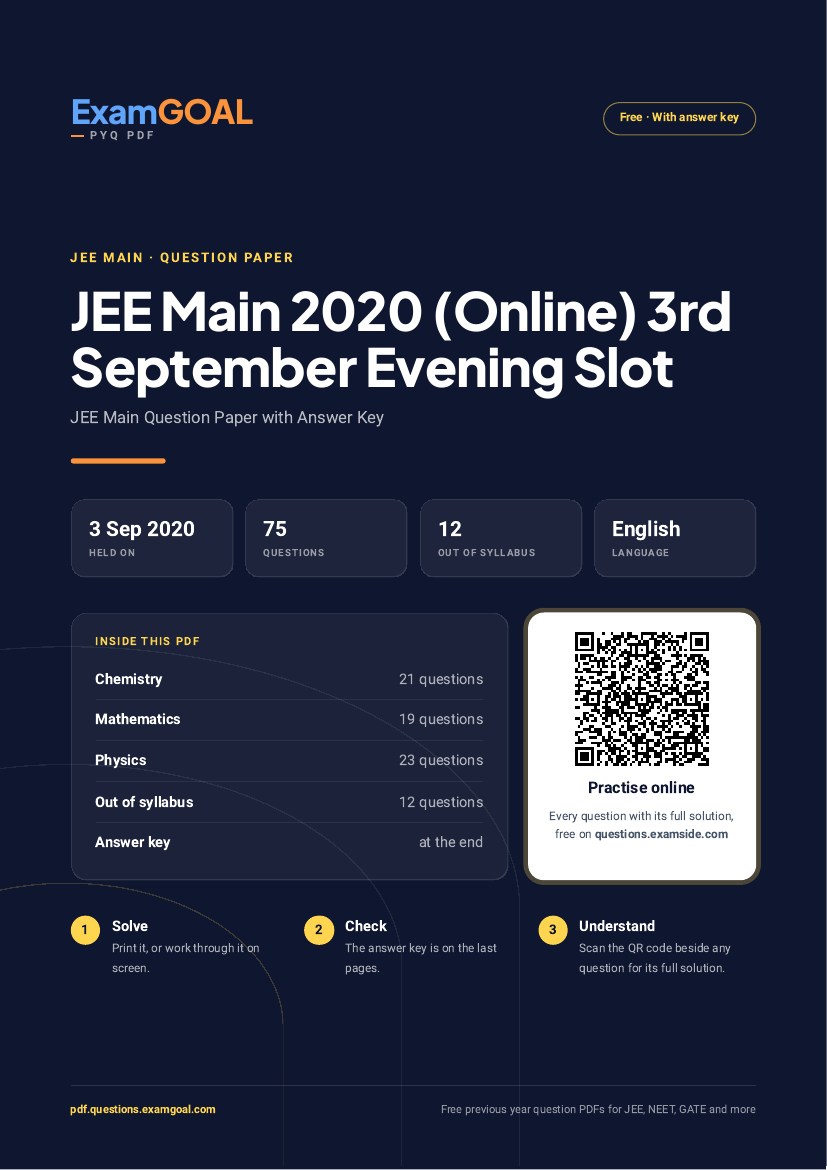 ExamGOAL
PYQ PDF
Free · With answer key
JEE MAIN · QUESTION PAPER
JEE Main 2020 (Online) 3rd
September Evening Slot
JEE Main Question Paper with Answer Key
3 Sep 2020
HELD ON
75
QUESTIONS
12
OUT OF SYLLABUS
English
LANGUAGE
INSIDE THIS PDF
Chemistry 21 questions
Mathematics 19 questions
Physics 23 questions
Out of syllabus 12 questions
Answer key at the end
Practise online
Every question with its full solution,
free on questions.examside.com
1 Solve
Print it, or work through it on
screen.
2 Check
The answer key is on the last
pages.
3 Understand
Scan the QR code beside any
question for its full solution.
pdf.questions.examgoal.com
Free previous year question PDFs for JEE, NEET, GATE and more